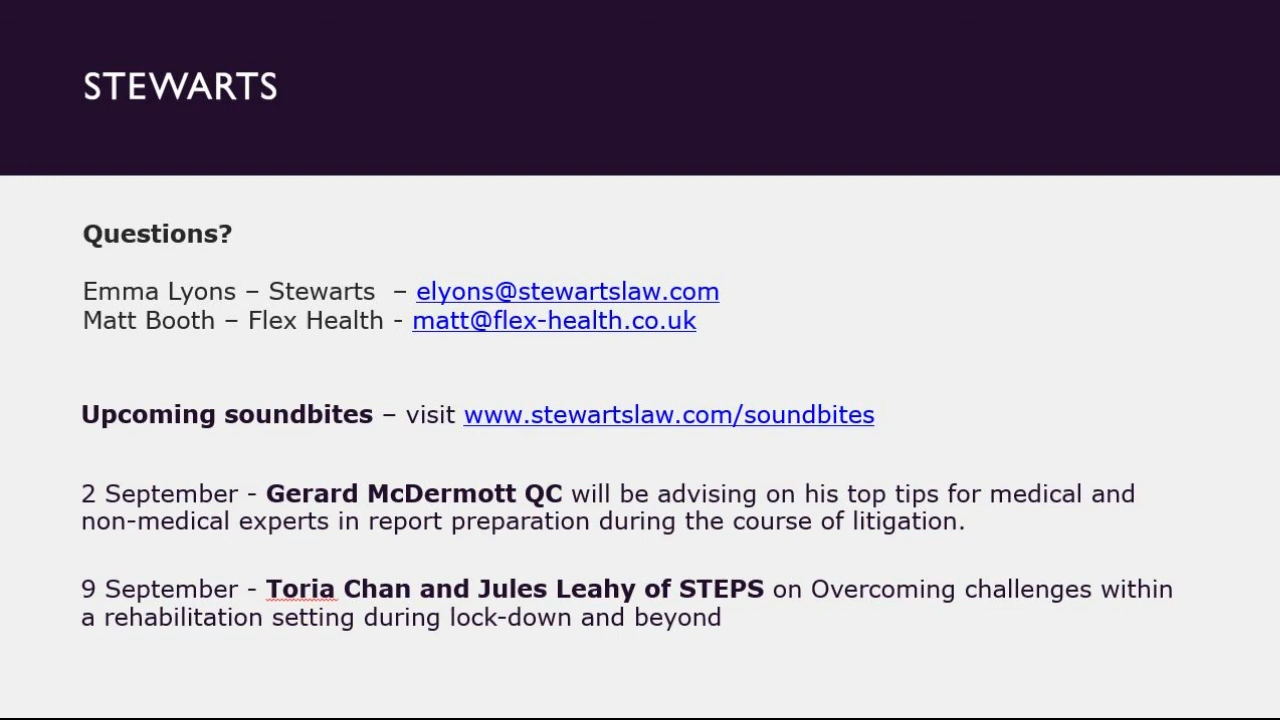 STEWARTS
Questions?
Emma Lyons – Stewarts  – elyons@stewartslaw.com
Matt Booth – Flex Health - matt@flex-health.co.uk
Upcoming soundbites – visit www.stewartslaw.com/soundbites
2 September - Gerard McDermott QC will be advising on his top tips for medical and
non-medical experts in report preparation during the course of litigation.
9 September - Toria Chan and Jules Leahy of STEPS on Overcoming challenges within
a rehabilitation setting during lock-down and beyond